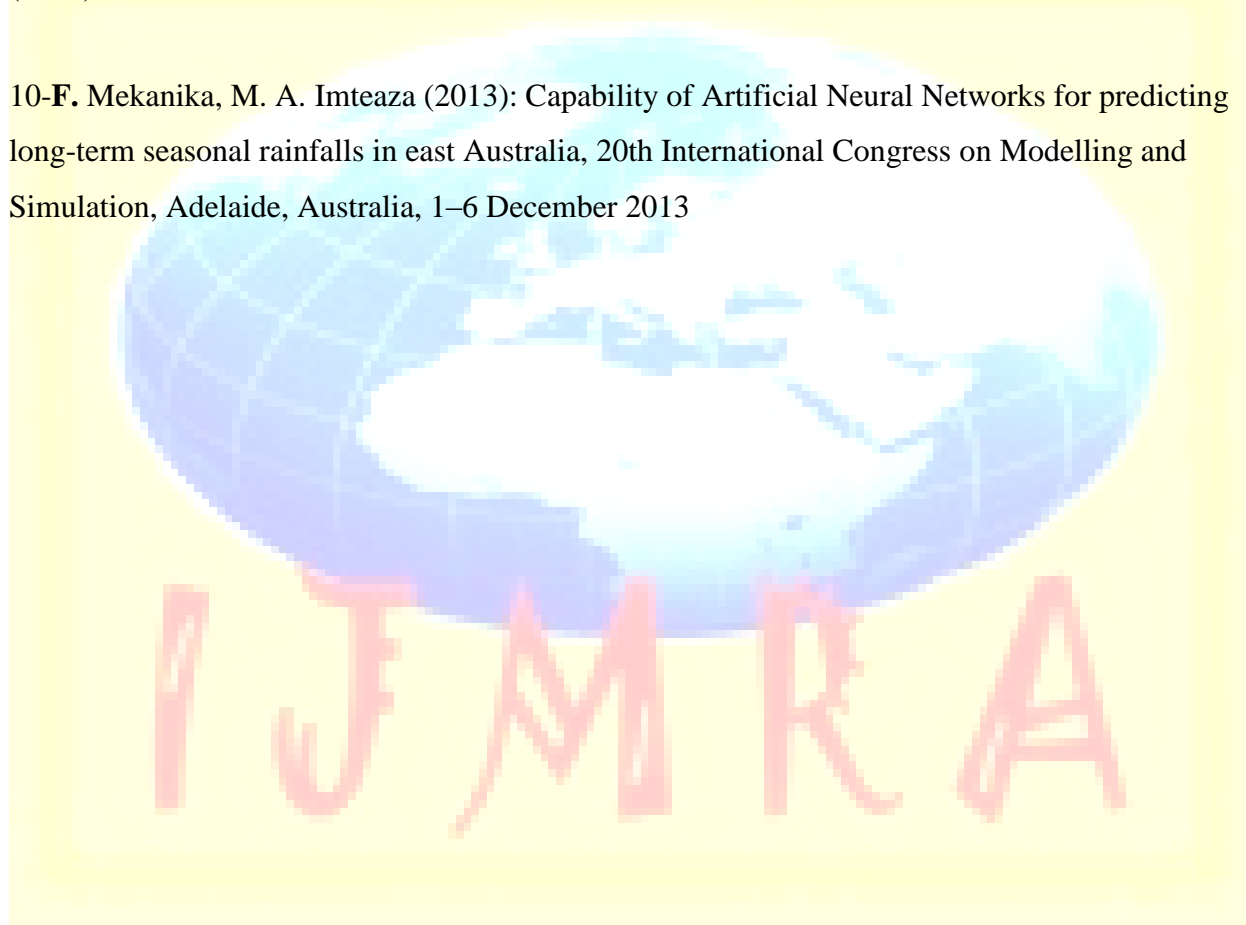 10-F. Mekanika, M. A. Imteaza (2013): Capability of Artificial Neural Networks for predicting
long-term seasonal rainfalls in east Australia, 20th International Congress on Modelling and
Simulation, Adelaide, Australia, 1–6 December 2013
IJMRA